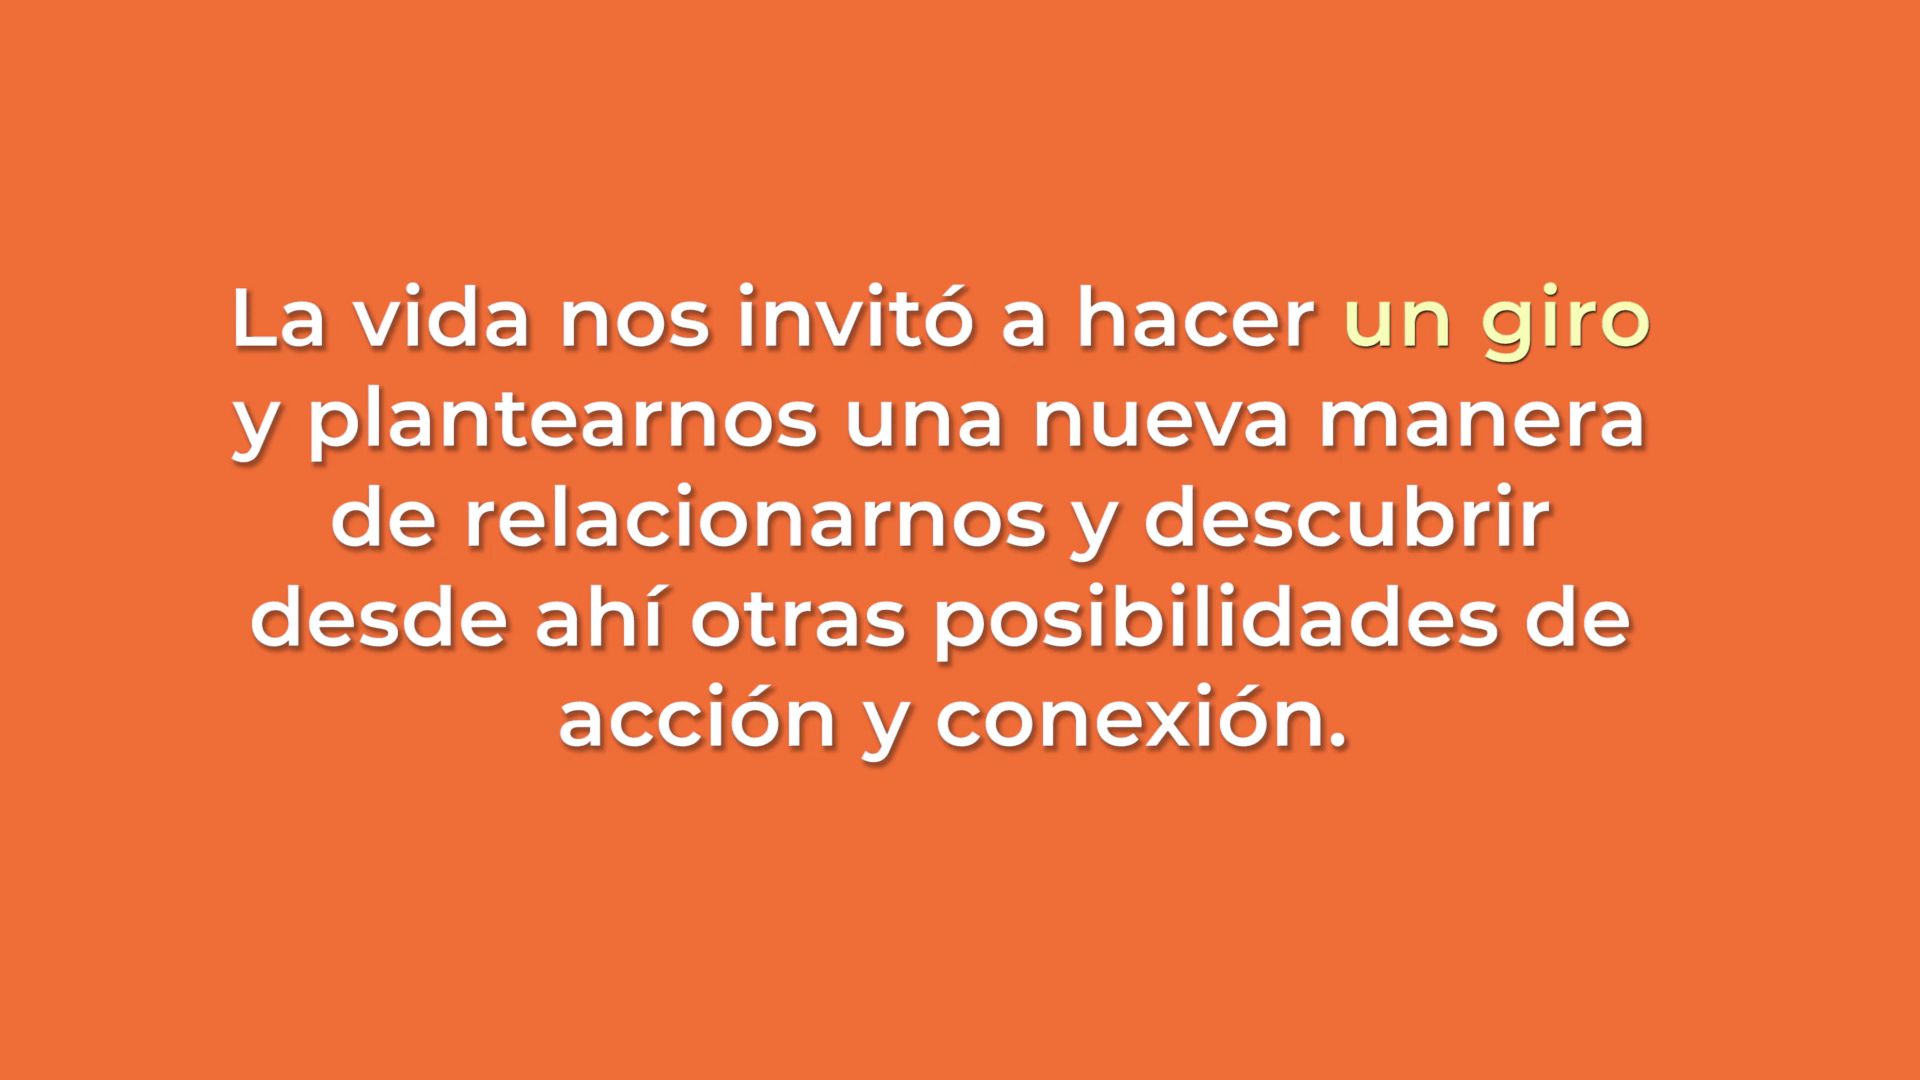 La vida nos invitó a hacer un giro
y plantearnos una nueva manera
de relacionarnos y descubrir
desde ahí otras posibilidades de
acción y conexión.